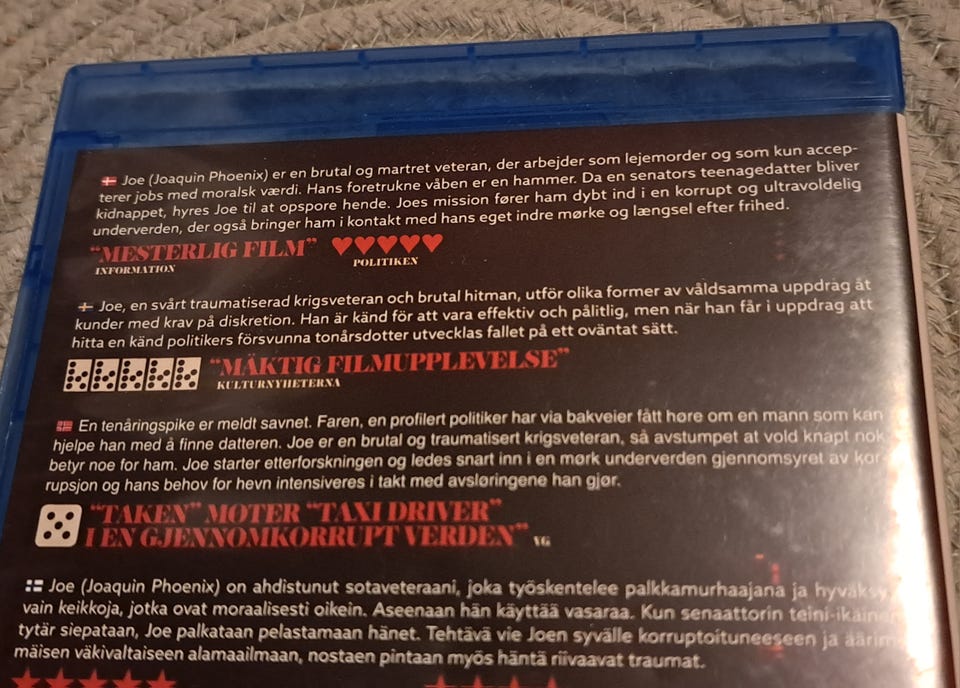 Joe (Joaquin Phoenix) er en brutal og martret veteran, der arbejder som lejemorder og som kun accep-
terer jobs med moralsk værdi. Hans foretrukne våben er en hammer. Da en senators teenagedatter bliver
kidnappet, hyres Joe til at opspore hende. Joes mission fører ham dybt ind i en korrupt og ultravoldelig
underverden, der også bringer ham i kontakt med hans eget indre mørke og længsel efter frihed.
"MESTERLIG FILM" ♥♥♥♥♥
INFORMATION POLITIKEN
Joe, en svårt traumatiserad krigsveteran och brutal hitman, utför olika former av våldsamma uppdrag åt
kunder med krav på diskretion. Han är känd för att vara effektiv och pålitlig, men när han får i uppdrag att
hitta en känd politikers försvunna tonårsdotter utvecklas fallet på ett oväntat sätt.
"MÄKTIG FILMUPPLEVELSE"
KULTURNYHETERNA
En tenåringspike er meldt savnet. Faren, en profilert politiker har via bakveier fått høre om en mann som kan
hjelpe han med å finne datteren. Joe er en brutal og traumatisert krigsveteran, så avstumpet at vold knapt nok
betyr noe for ham. Joe starter etterforskningen og ledes snart inn i en mørk underverden gjennomsyret av kor-
rupsjon og hans behov for hevn intensiveres i takt med avsløringene han gjør.
"TAKEN" MØTER "TAXI DRIVER"
I EN GJENNOMKORRUPT VERDEN" VG
Joe (Joaquin Phoenix) on ahdistunut sotaveteraani, joka työskentelee palkkamurhaajana ja hyväksy
vain keikkoja, jotka ovat moraalisesti oikein. Aseenaan hän käyttää vasaraa. Kun senaattorin teini-ikäinen
tytär siepataan, Joe palkataan pelastamaan hänet. Tehtävä vie Joen syvälle korruptoituneeseen ja äärim-
mäisen väkivaltaiseen alamaailmaan, nostaen pintaan myös häntä riivaavat traumat.